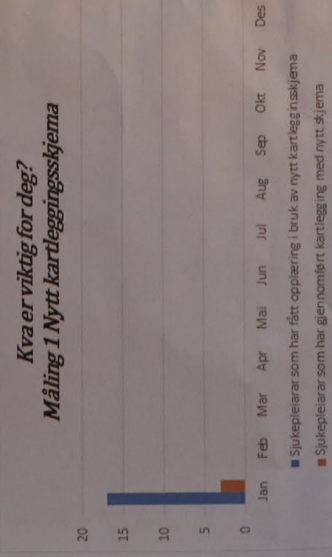 Kva er viktig for deg?
Måling 1 Nytt kartleggingsskjema
20
15
10
5
0
Jan Feb Mar Apr Mai Jun Jul Aug Sep Okt Nov Des
Sjukepleiarar som har fått opplæring i bruk av nytt kartleggingsskjema
Sjukepleiarar som har gjennomført kartlegging med nytt skjema